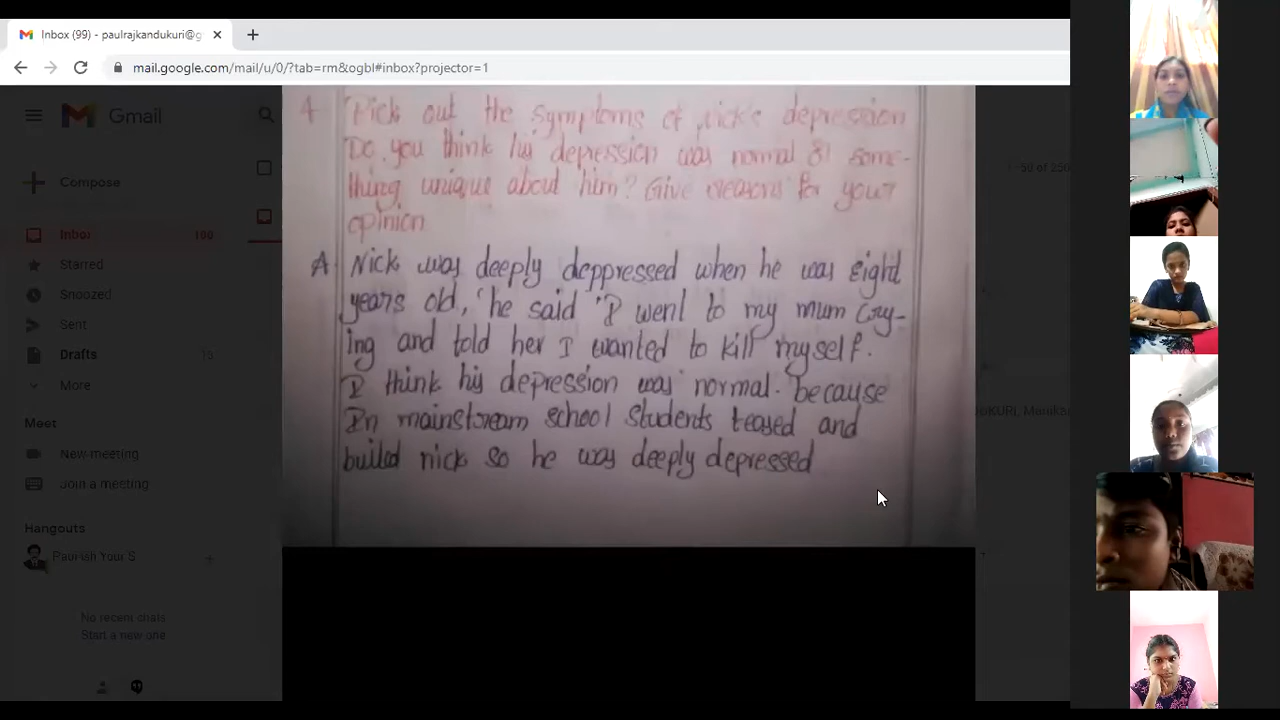 Inbox (99) - paulrajkandukuri@g
mail.google.com/mail/u/0/?tab=rm&ogbl#inbox?projector=1
Gmail
Compose
Inbox
Starred
Snoozed
Sent
Drafts 15
More
Meet
New meeting
Join a meeting
Hangouts
No recent chats
Start a new one
4 Pick out the symptoms of Nick's depression
Do you think his depression was normal or some-
thing unique about him? Give reasons for your
opinion
A. Nick was deeply deppressed when he was eight
years old, 'he said 'I went to my mum cry-
ing and told her I wanted to kill myself.
I think his depression was normal. because
In mainstream school students teased and
builed nick so he was deeply depressed